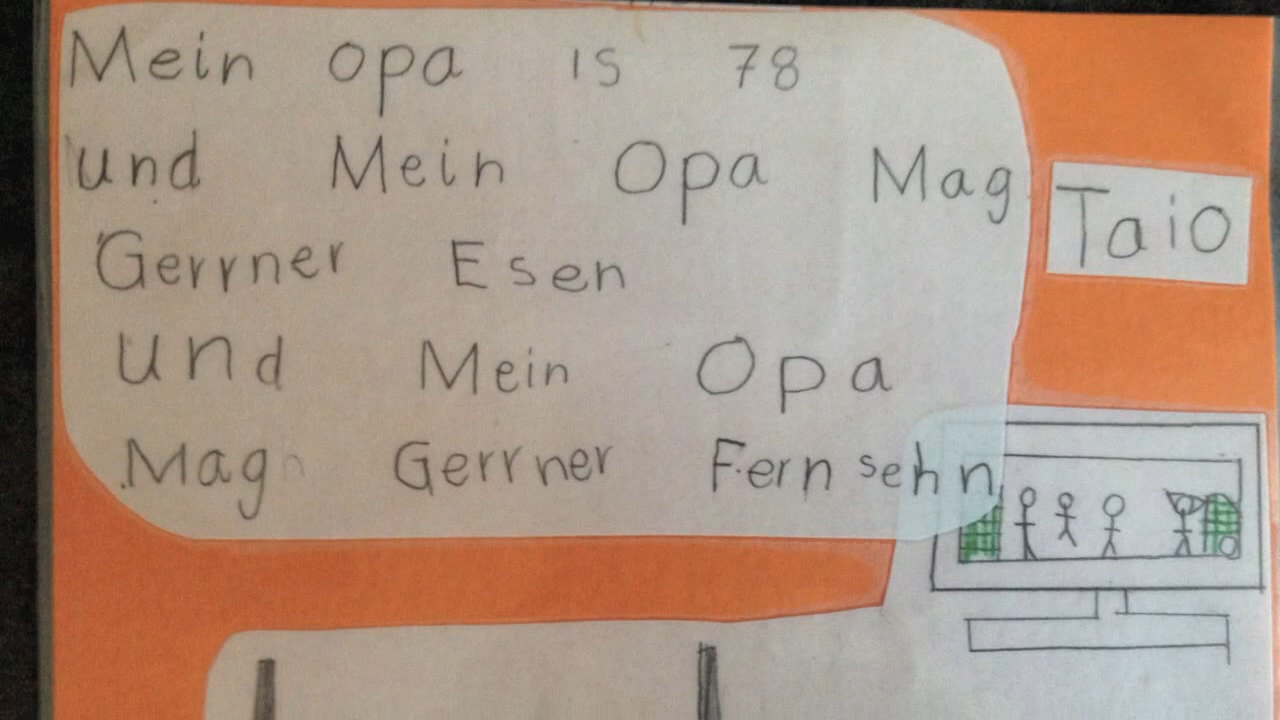 Mein opa is 78
und Mein Opa Mag
Gerrner Esen
und Mein Opa
Mag Gerrner Fernsehn
Taio